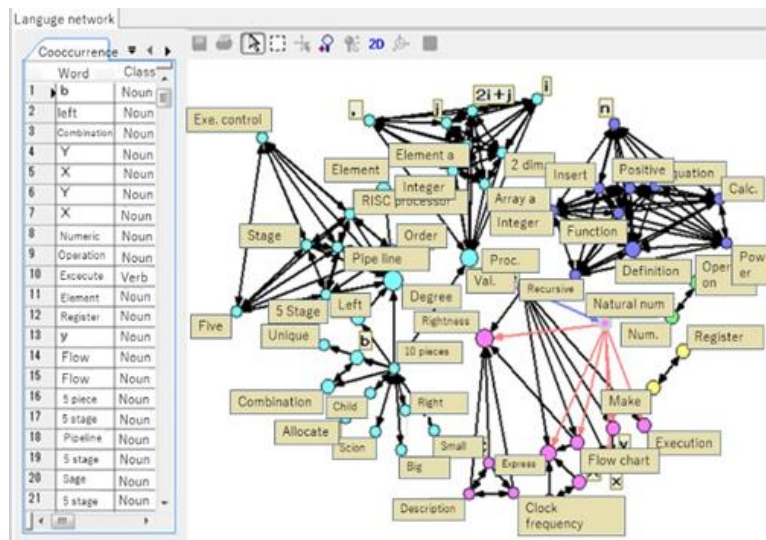 Languge network
Cooccurrence
Word Class
1 b Noun
2 left Noun
3 Combination Noun
4 Y Noun
5 X Noun
6 Y Noun
7 X Noun
8 Numeric Noun
9 Operation Noun
10 Excecute Verb
11 Element Noun
12 Register Noun
13 y Noun
14 Flow Noun
15 Flow Noun
16 5 piece Noun
17 5 stage Noun
18 Pipeline Noun
19 5 stage Noun
20 Sage Noun
21 5 stage Noun
2D
,
j
2i+j
i
n
Exe. control
Element
Element a
Integer
RISC processor
2 dim.
Array a
Integer
Insert
Positive
quation
Calc.
Function
Stage
Order
Pipe line
Proc.
Val.
Definition
Oper
on
Pow
er
Recursive
Natural num
Num.
Degree
Left
5 Stage
Five
Unique
b
Rightness
10 pieces
Register
Combination
Child
Right
Make
Allocate
Scion
Small
Execution
y
Big
Express
Flow chart
x
Description
Clock
frequency